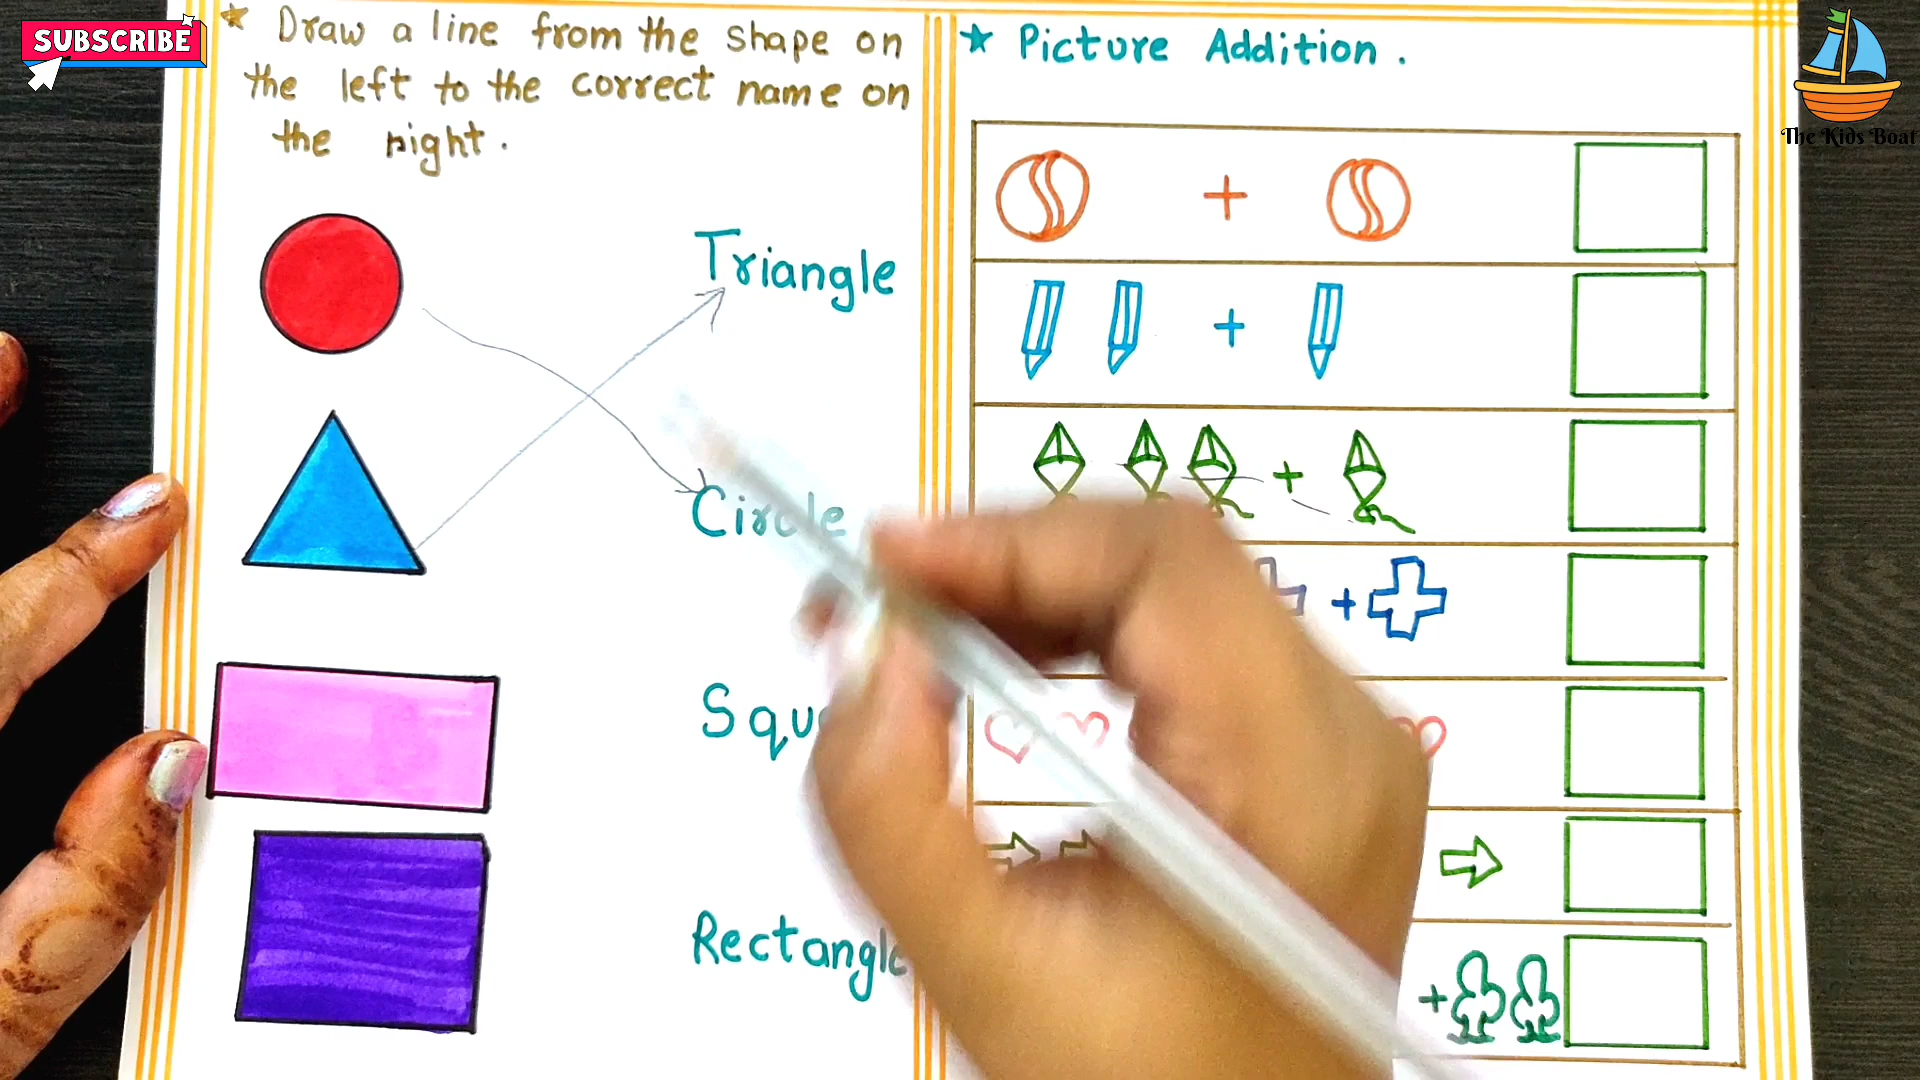 SUBSCRIBE
★ Draw a line from the shape on
the left to the correct name on
the right.
Triangle
Circle
Rectangle
★ Picture Addition.
+
+
+
+
+
The Kids Boat